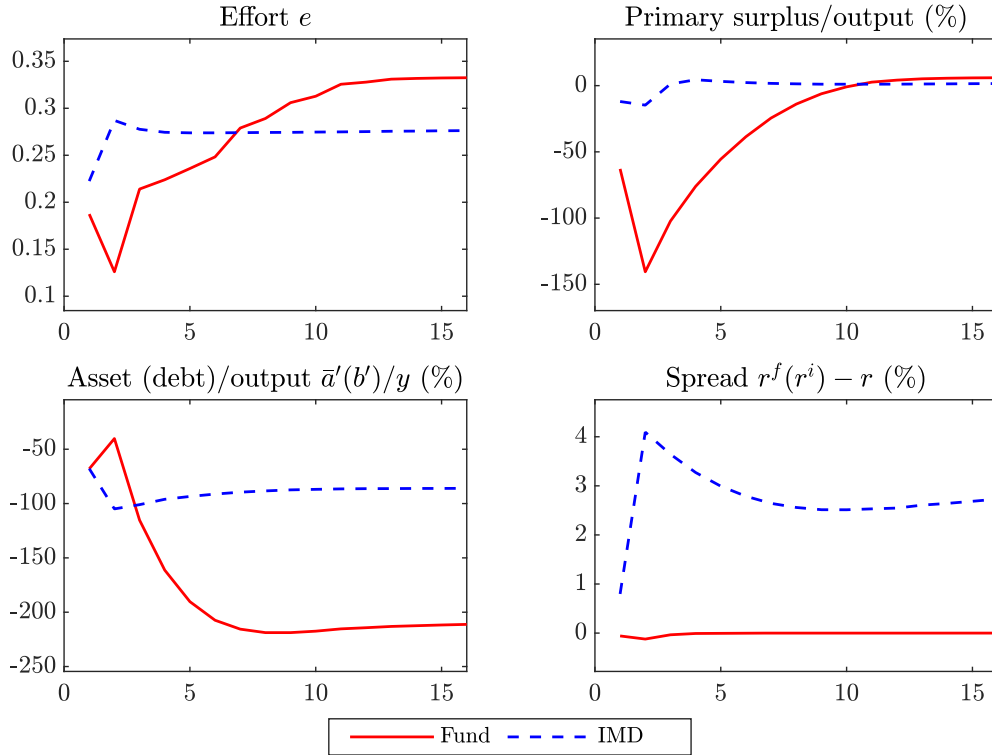 Effort e
0.35
0.3
0.25
0.2
0.15
0.1
0 5 10 15
Primary surplus/output (%)
0
-50
-100
-150
0 5 10 15
Asset (debt)/output ā′(b′)/y (%)
-50
-100
-150
-200
-250
0 5 10 15
Spread r^f(r^i) − r (%)
4
3
2
1
0
0 5 10 15
Fund IMD